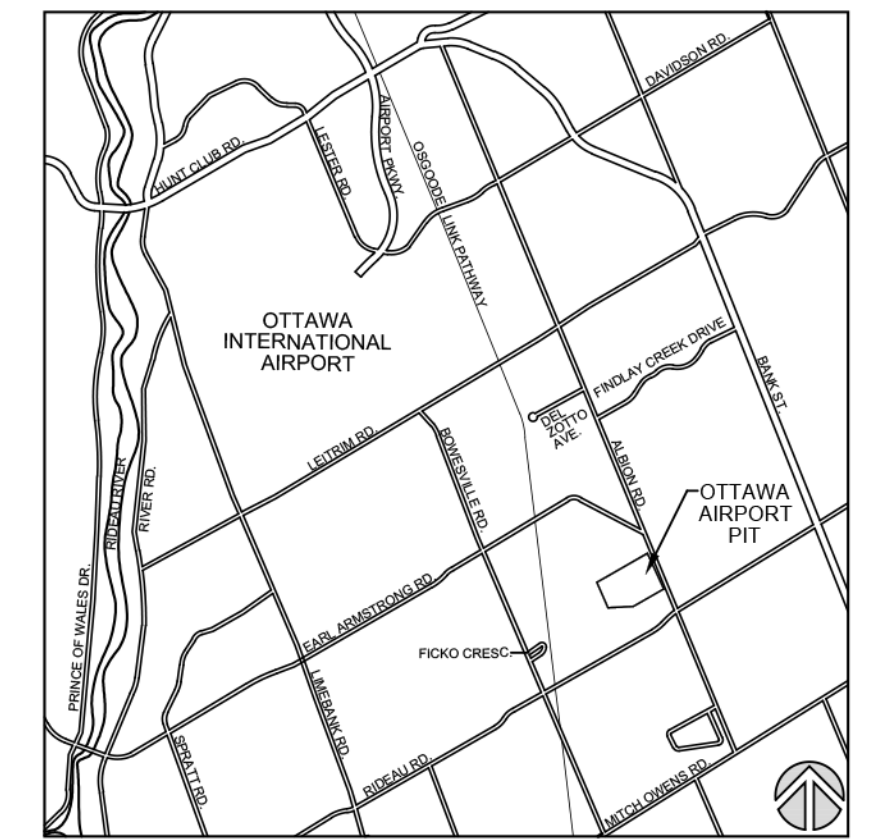 DAVIDSON RD.
HUNT CLUB RD.
LESTER RD.
AIRPORT PKWY.
OSGOODE LINK PATHWAY
OTTAWA
INTERNATIONAL
AIRPORT
FINDLAY CREEK DRIVE
BANK ST.
DEL
ZOTTO
AVE.
LEITRIM RD.
BOWESVILLE RD.
ALBION RD.
RIDEAU RIVER
RIVER RD.
OTTAWA
AIRPORT
PIT
PRINCE OF WALES DR.
EARL ARMSTRONG RD.
FICKO CRESC.
LIMEBANK RD.
SPRATT RD.
RIDEAU RD.
MITCH OWENS RD.